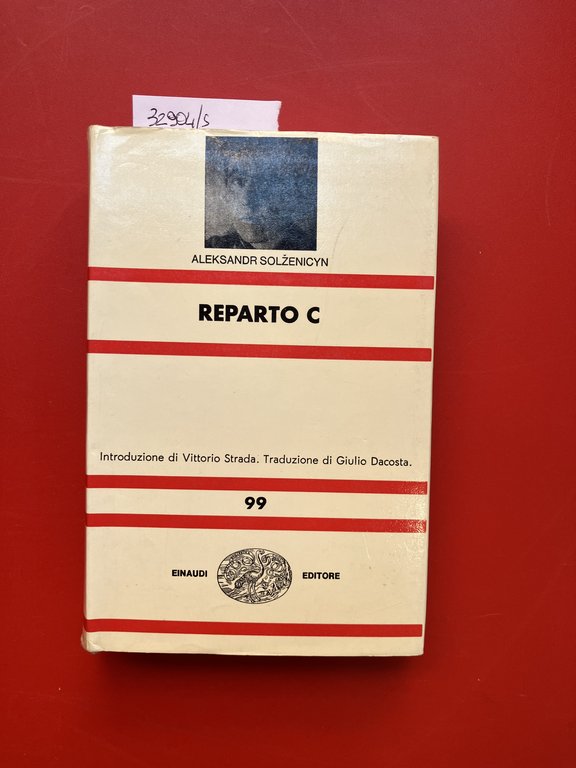 32904/s
ALEKSANDR SOLŽENICYN
REPARTO C
Introduzione di Vittorio Strada. Traduzione di Giulio Dacosta.
99
EINAUDI EDITORE